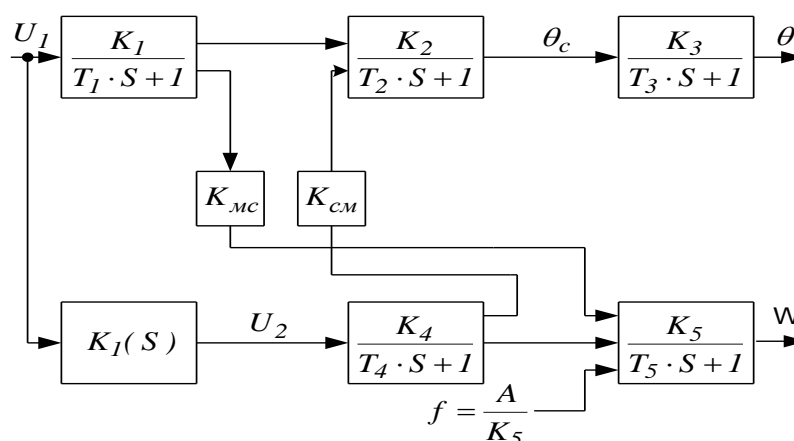 U₁
K₁ / (T₁ · S + 1)
K₂ / (T₂ · S + 1)
θc
K₃ / (T₃ · S + 1)
θ
Kмс
Kсм
K₁( S )
U₂
K₄ / (T₄ · S + 1)
K₅ / (T₅ · S + 1)
W
f = A / K₅